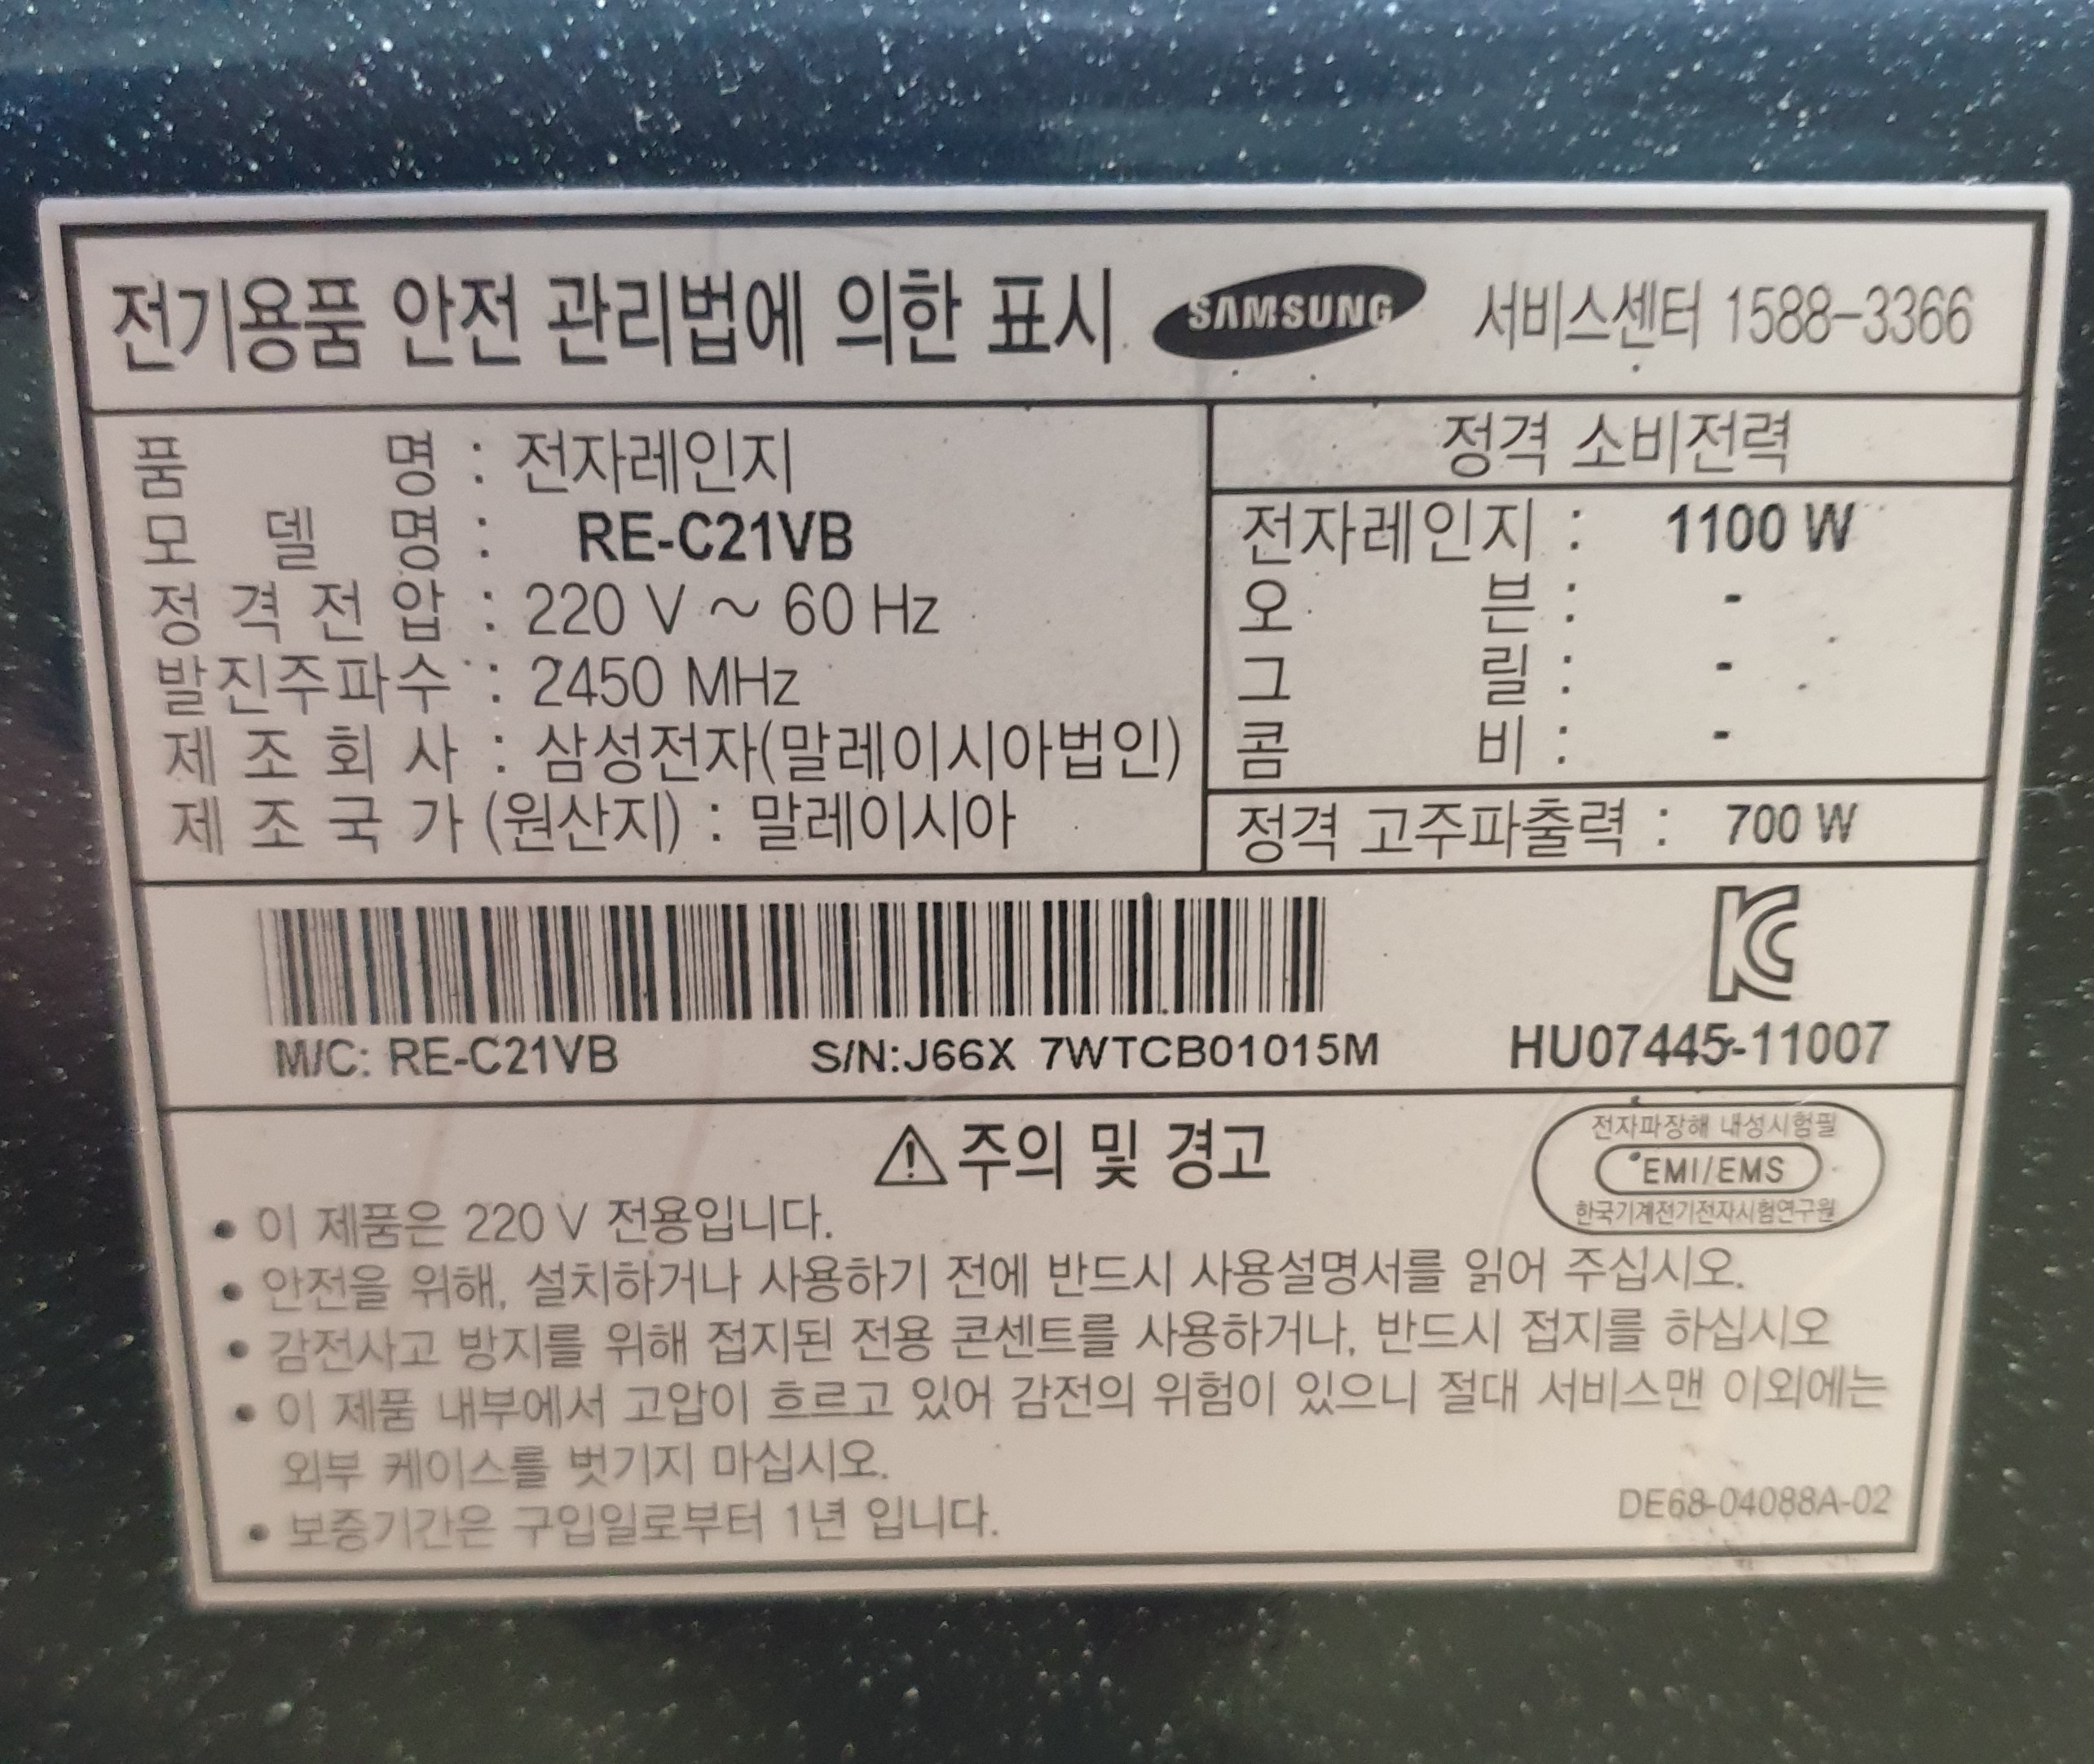 전기용품 안전 관리법에 의한 표시 SAMSUNG 서비스센터 1588-3366
품 명 : 전자레인지
모 델 명 : RE-C21VB
정 격 전 압 : 220 V ~ 60 Hz
발진주파수 : 2450 MHz
제 조 회 사 : 삼성전자(말레이시아법인)
제 조 국 가 (원산지) : 말레이시아
정격 소비전력
전자레인지 : 1100 W
오 븐 : -
그 릴 : -
콤 비 : -
정격 고주파출력 : 700 W
M/C: RE-C21VB S/N:J66X 7WTCB01015M
HU07445-11007
주의 및 경고
전자파장해 내성시험필
EMI/EMS
한국기계전기전자시험연구원
• 이 제품은 220 V 전용입니다.
• 안전을 위해, 설치하거나 사용하기 전에 반드시 사용설명서를 읽어 주십시오.
• 감전사고 방지를 위해 접지된 전용 콘센트를 사용하거나, 반드시 접지를 하십시오
• 이 제품 내부에서 고압이 흐르고 있어 감전의 위험이 있으니 절대 서비스맨 이외에는
외부 케이스를 벗기지 마십시오.
• 보증기간은 구입일로부터 1년 입니다.
DE68-04088A-02